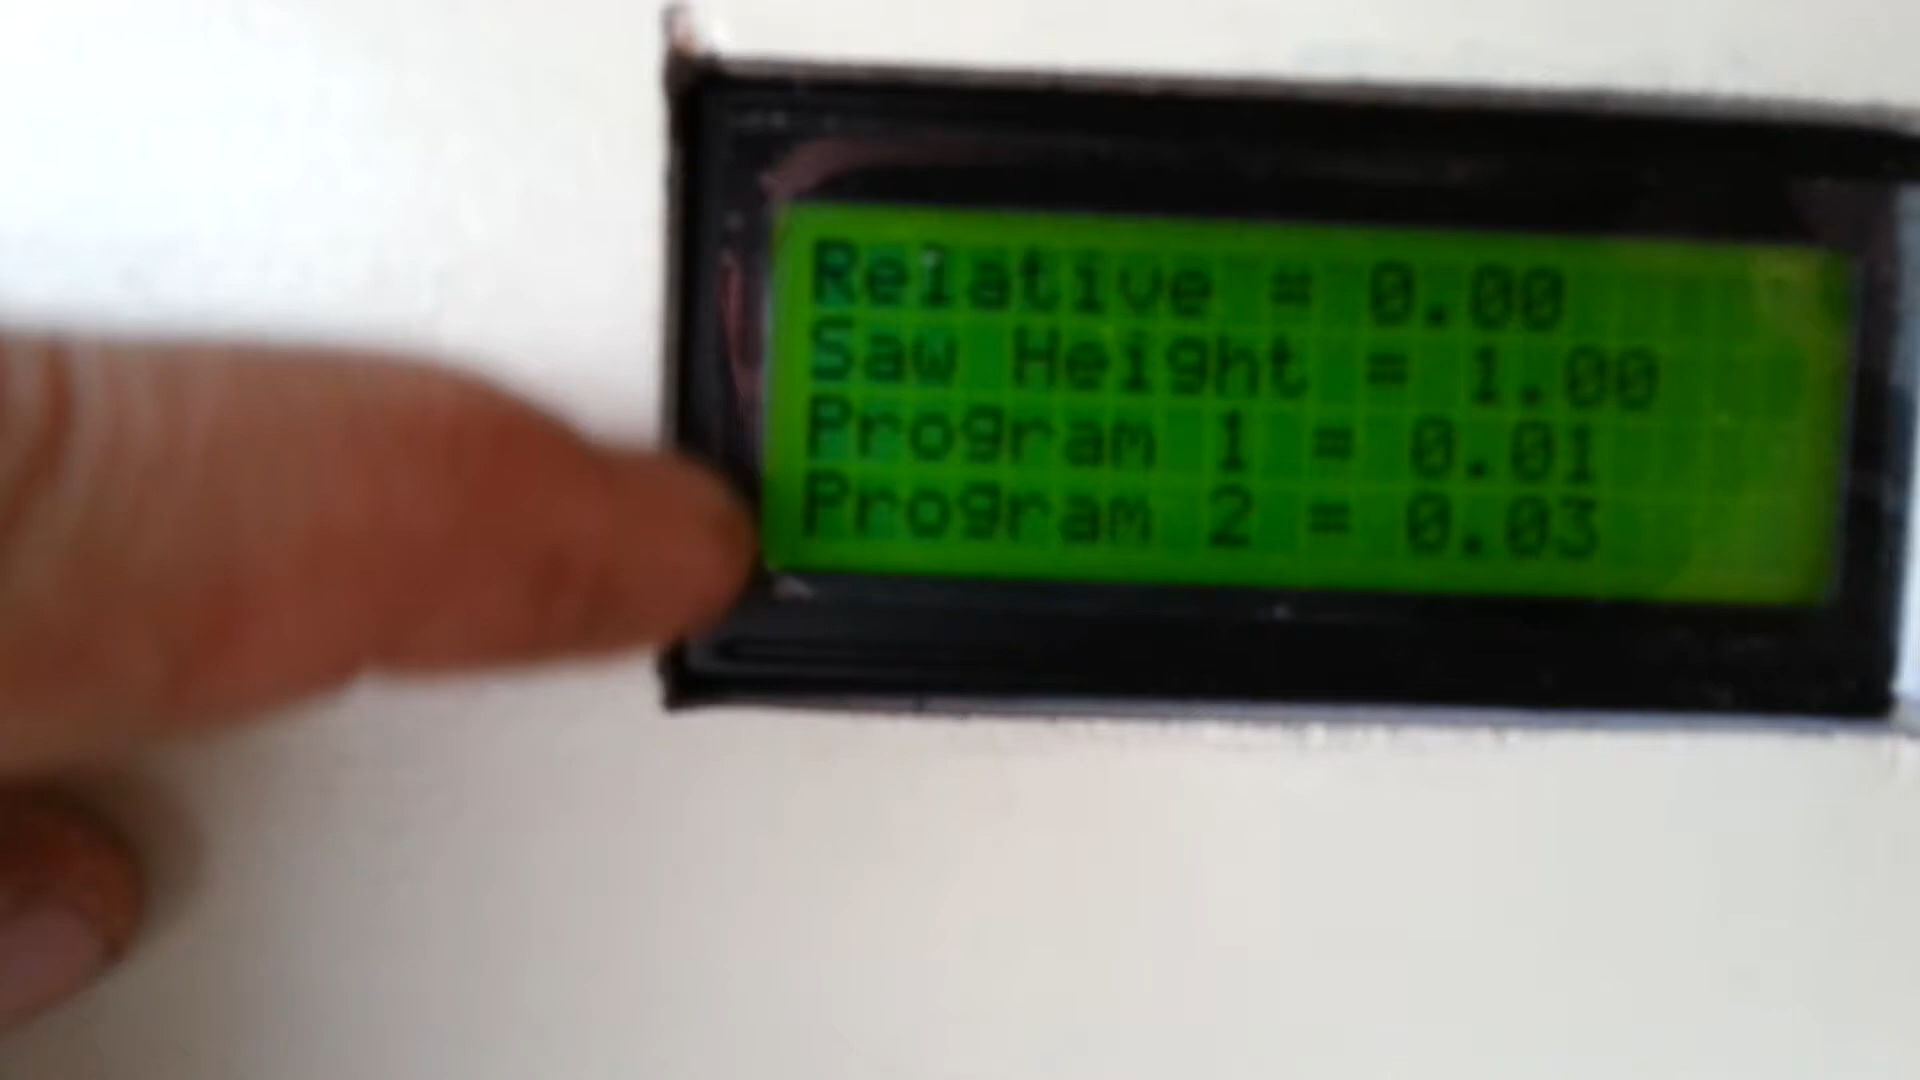 Relative = 0.00
Saw Height = 1.00
Program 1 = 0.01
Program 2 = 0.03